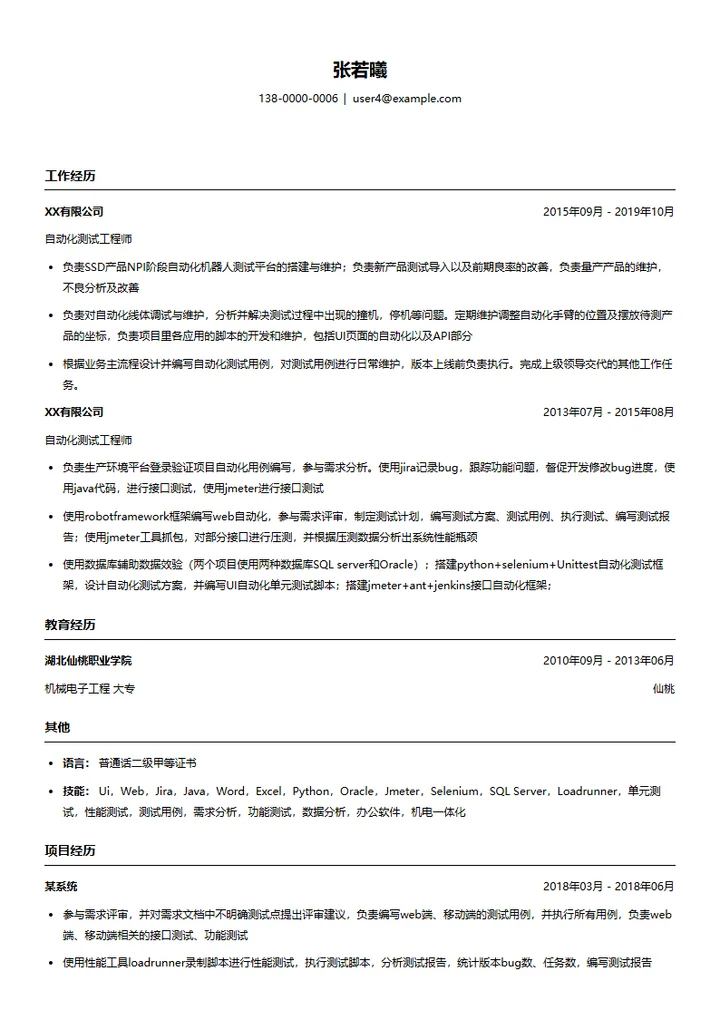 张若曦
138-0000-0006 | user4@example.com
工作经历
XX有限公司 2015年09月 - 2019年10月
自动化测试工程师
• 负责SSD产品NPI阶段自动化机器人测试平台的搭建与维护；负责新产品测试导入以及前期良率的改善，负责量产产品的维护，
不良分析及改善
• 负责对自动化线体调试与维护，分析并解决测试过程中出现的撞机，停机等问题。定期维护调整自动化手臂的位置及摆放待测产
品的坐标，负责项目里各应用的脚本的开发和维护，包括UI页面的自动化以及API部分
• 根据业务主流程设计并编写自动化测试用例，对测试用例进行日常维护，版本上线前负责执行。完成上级领导交代的其他工作任
务。
XX有限公司 2013年07月 - 2015年08月
自动化测试工程师
• 负责生产环境平台登录验证项目自动化用例编写，参与需求分析。使用jira记录bug，跟踪功能问题，督促开发修改bug进度，使
用java代码，进行接口测试，使用jmeter进行接口测试
• 使用robotframework框架编写web自动化，参与需求评审，制定测试计划，编写测试方案、测试用例、执行测试、编写测试报
告；使用jmeter工具抓包，对部分接口进行压测，并根据压测数据分析出系统性能瓶颈
• 使用数据库辅助数据效验（两个项目使用两种数据库SQL server和Oracle）；搭建python+selenium+Unittest自动化测试框
架，设计自动化测试方案，并编写UI自动化单元测试脚本；搭建jmeter+ant+jenkins接口自动化框架；
教育经历
湖北仙桃职业学院 2010年09月 - 2013年06月
机械电子工程 大专 仙桃
其他
• 语言： 普通话二级甲等证书
• 技能： Ui，Web，Jira，Java，Word，Excel，Python，Oracle，Jmeter，Selenium，SQL Server，Loadrunner，单元测
试，性能测试，测试用例，需求分析，功能测试，数据分析，办公软件，机电一体化
项目经历
某系统 2018年03月 - 2018年06月
• 参与需求评审，并对需求文档中不明确测试点提出评审建议，负责编写web端、移动端的测试用例，并执行所有用例，负责web
端、移动端相关的接口测试、功能测试
• 使用性能工具loadrunner录制脚本进行性能测试，执行测试脚本，分析测试报告，统计版本bug数、任务数，编写测试报告